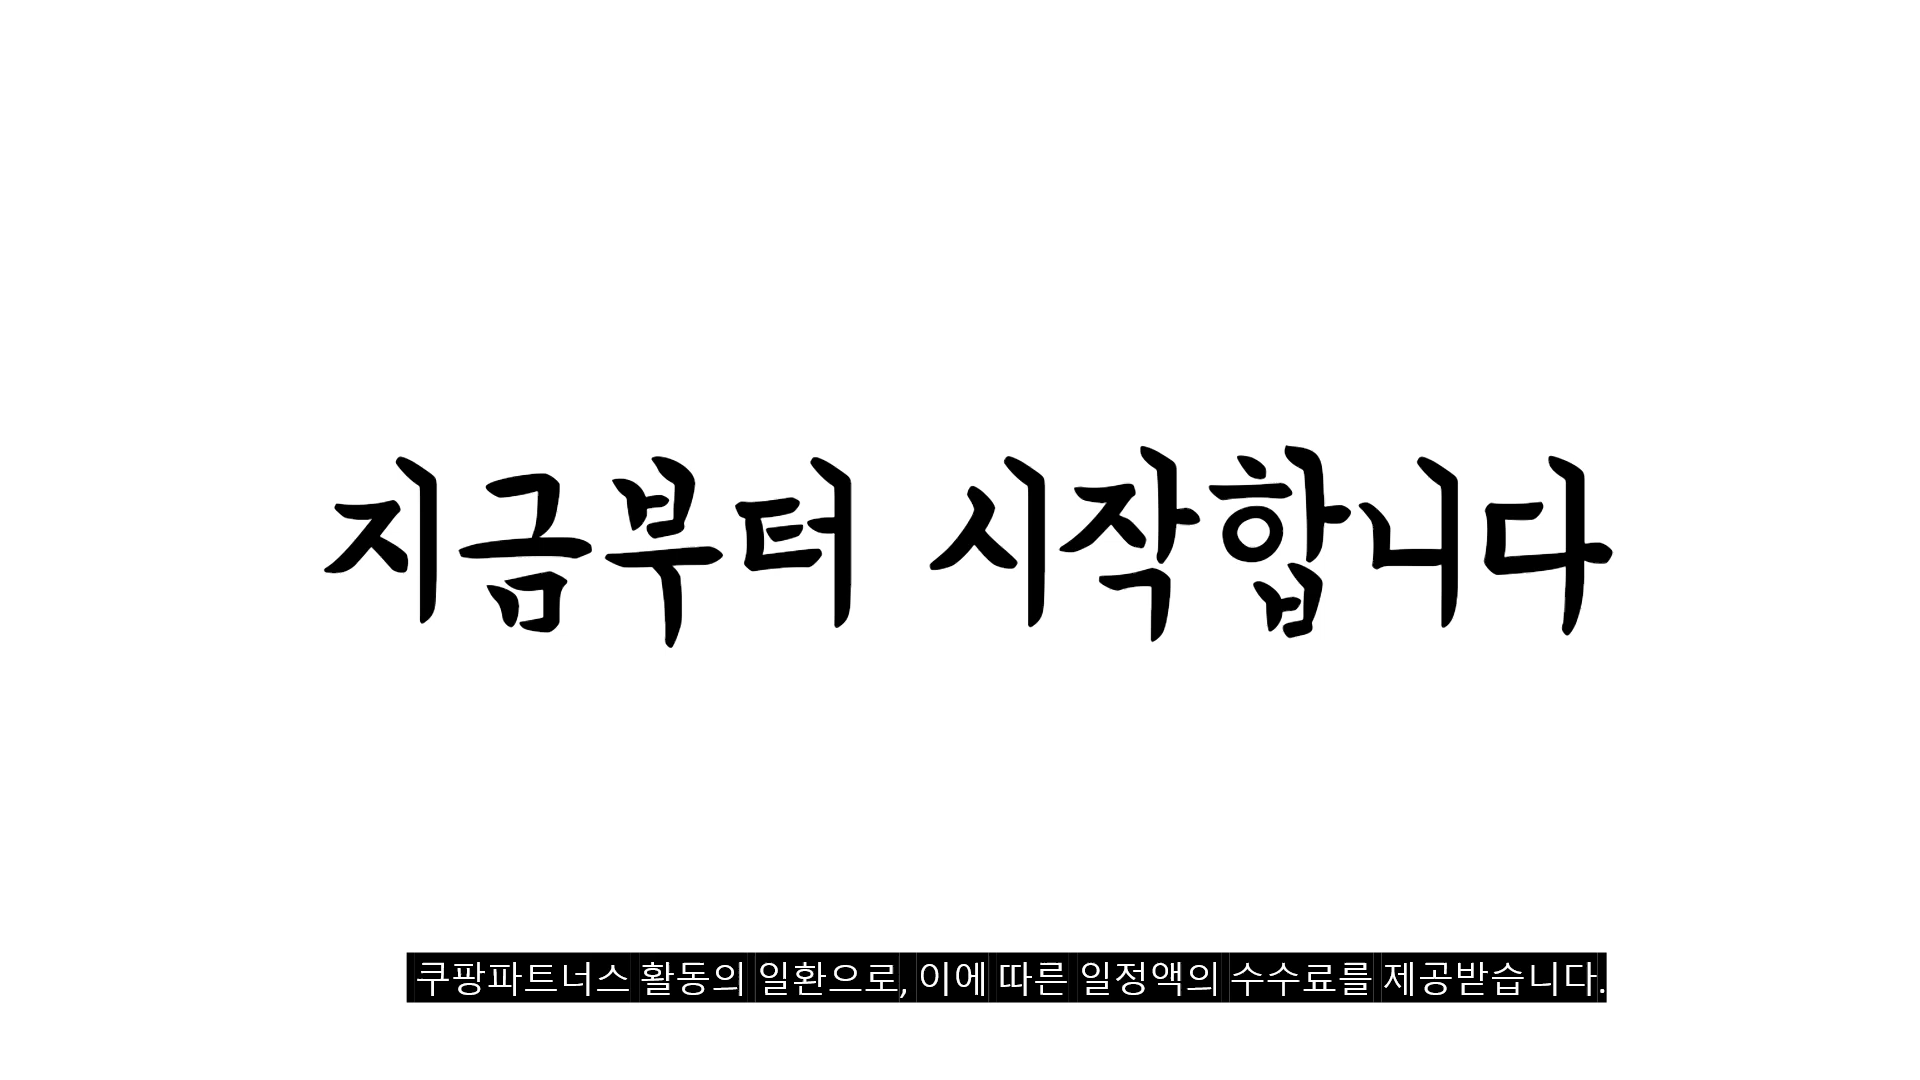 지금부터 시작합니다
쿠팡파트너스 활동의 일환으로, 이에 따른 일정액의 수수료를 제공받습니다.